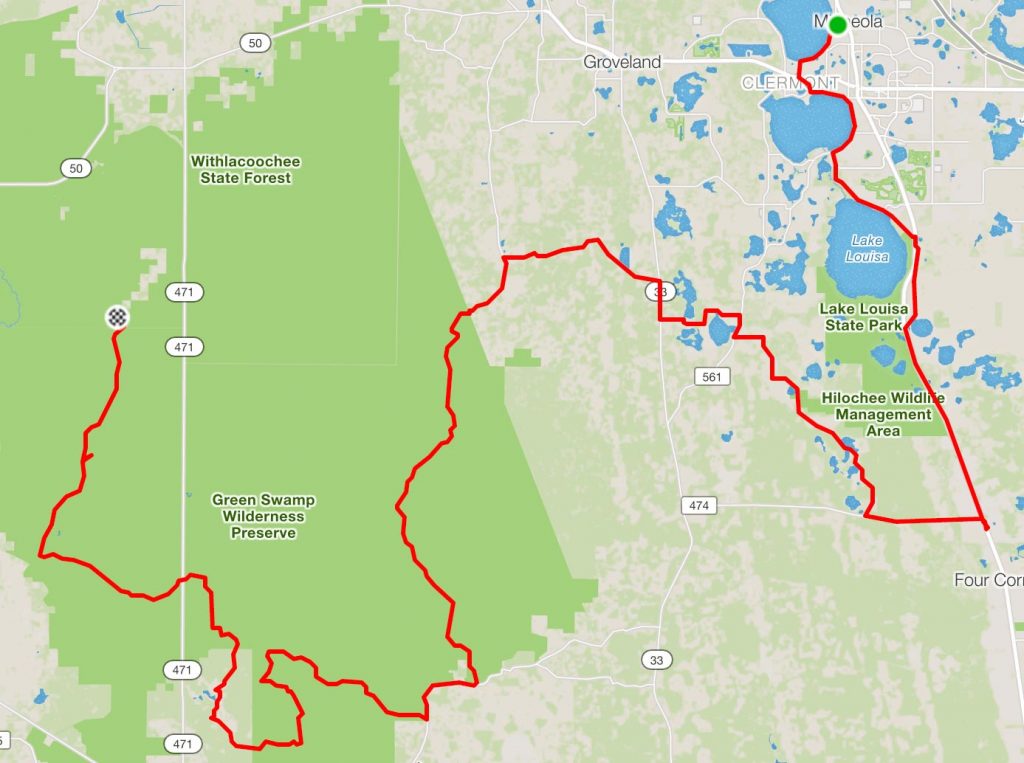 50
Groveland
CLERMONT
50
Withlacoochee
State Forest
Lake
Louisa
471
33
Lake Louisa
State Park
471
561
Hilochee Wildlife
Management
Area
Green Swamp
Wilderness
Preserve
474
Four Corn
33
471
471
5